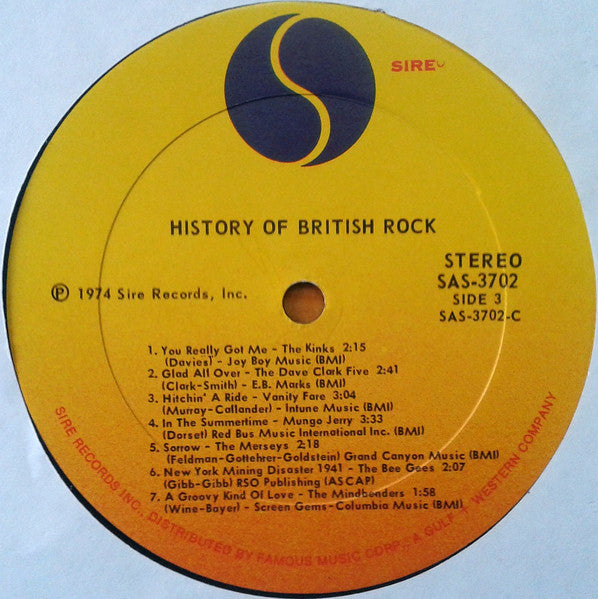 SIRE
HISTORY OF BRITISH ROCK
STEREO
SAS-3702
SIDE 3
SAS-3702-C
℗ 1974 Sire Records, Inc.
1. You Really Got Me - The Kinks 2:15
(Davies) - Joy Boy Music (BMI)
2. Glad All Over - The Dave Clark Five 2:41
(Clark-Smith) - E.B. Marks (BMI)
3. Hitchin' A Ride - Vanity Fare 3:04
(Murray-Callander) - Intune Music (BMI)
4. In The Summertime - Mungo Jerry 3:33
(Dorset) Red Bus Music International Inc. (BMI)
5. Sorrow - The Merseys 2:18
(Feldman-Gottehrer-Goldstein) Grand Canyon Music (BMI)
6. New York Mining Disaster 1941 - The Bee Gees 2:07
(Gibb-Gibb) RSO Publishing (ASCAP)
7. A Groovy Kind Of Love - The Mindbenders 1:58
(Wine-Bayer) - Screen Gems-Columbia Music (BMI)
SIRE RECORDS INC., DISTRIBUTED BY FAMOUS MUSIC CORP. - A GULF + WESTERN COMPANY